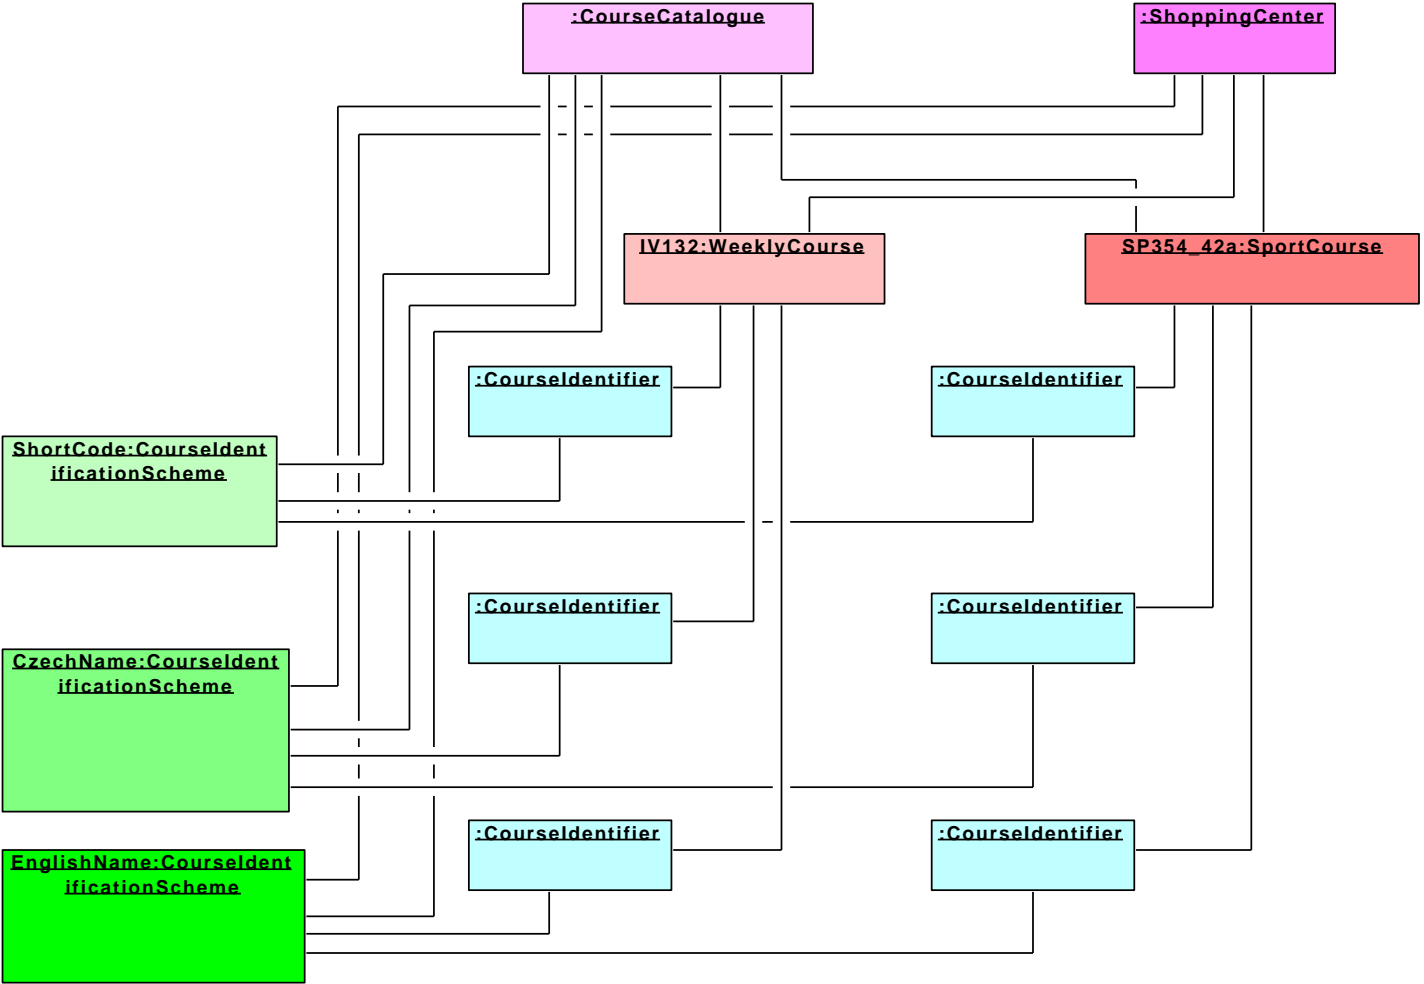 :CourseCatalogue
:ShoppingCenter
IV132:WeeklyCourse
SP354_42a:SportCourse
:CourseIdentifier
:CourseIdentifier
ShortCode:CourseIdent
ificationScheme
:CourseIdentifier
:CourseIdentifier
CzechName:CourseIdent
ificationScheme
:CourseIdentifier
:CourseIdentifier
EnglishName:CourseIdent
ificationScheme